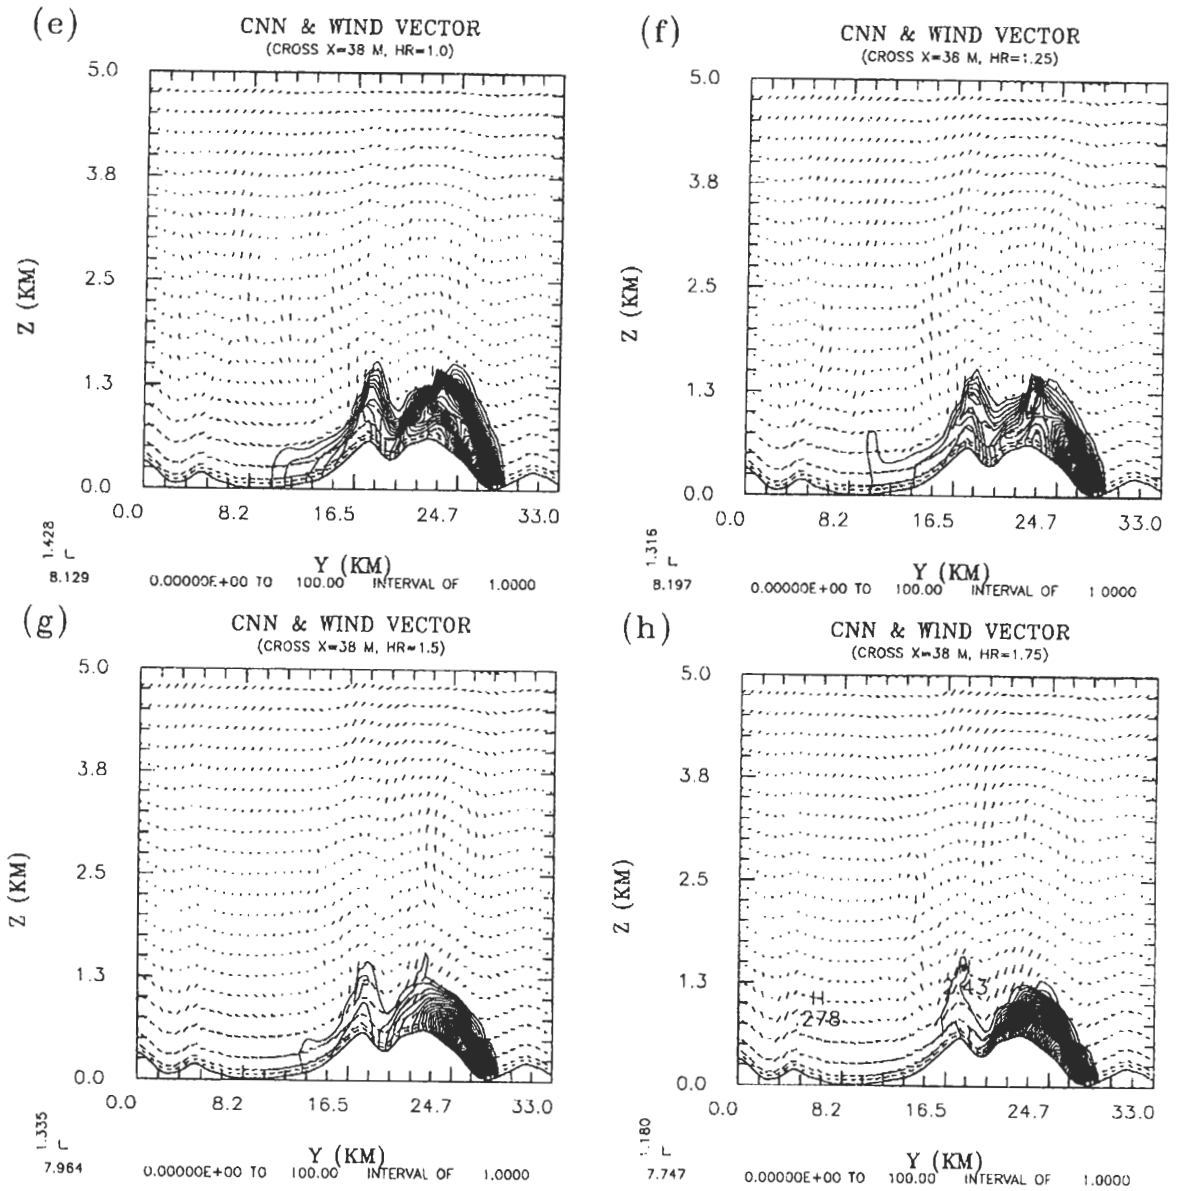 (e)
CNN & WIND VECTOR
(CROSS X=38 M, HR=1.0)
5.0
3.8
2.5
1.3
0.0
Z (KM)
0.0 8.2 16.5 24.7 33.0
Y (KM)
1.428
8.129
0.00000E+00 TO 100.00 INTERVAL OF 1.0000
(f)
CNN & WIND VECTOR
(CROSS X=38 M, HR=1.25)
5.0
3.8
2.5
1.3
0.0
Z (KM)
0.0 8.2 16.5 24.7 33.0
Y (KM)
1.316
8.197
0.00000E+00 TO 100.00 INTERVAL OF 1 0000
(g)
CNN & WIND VECTOR
(CROSS X=38 M, HR=1.5)
5.0
3.8
2.5
1.3
0.0
Z (KM)
0.0 8.2 16.5 24.7 33.0
Y (KM)
1.335
7.964
0.00000E+00 TO 100.00 INTERVAL OF 1.0000
(h)
CNN & WIND VECTOR
(CROSS X=38 M, HR=1.75)
5.0
3.8
2.5
1.3
0.0
Z (KM)
H
278
43
0.0 8.2 16.5 24.7 33.0
Y (KM)
7.747
0.00000E+00 TO 100.00 INTERVAL OF 1.0000